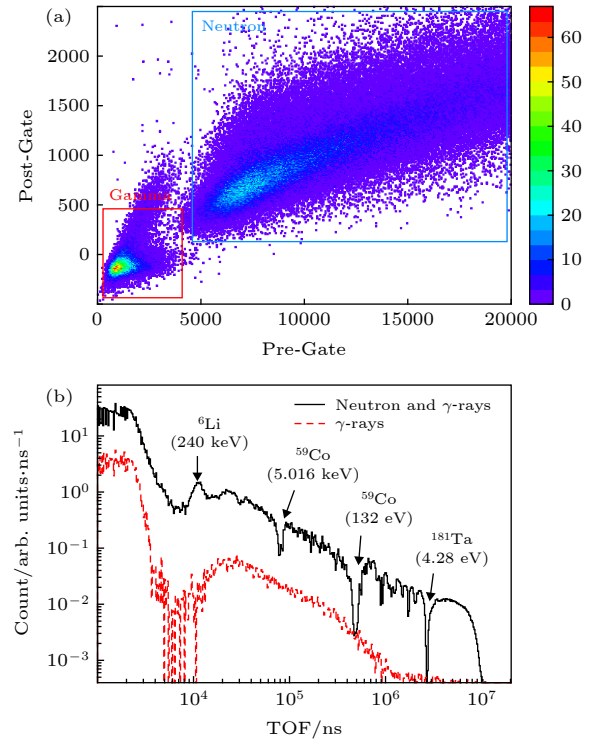 (a)
Neutron
Gamma
Post-Gate
2500
2000
1500
1000
500
0
0 5000 10000 15000 20000
Pre-Gate
60
50
40
30
20
10
0
(b)
Neutron and γ-rays
γ-rays
⁶Li
(240 keV)
⁵⁹Co
(5.016 keV)
⁵⁹Co
(132 eV)
¹⁸¹Ta
(4.28 eV)
Count/arb. units·ns⁻¹
10¹
10⁰
10⁻¹
10⁻²
10⁻³
10⁴ 10⁵ 10⁶ 10⁷
TOF/ns